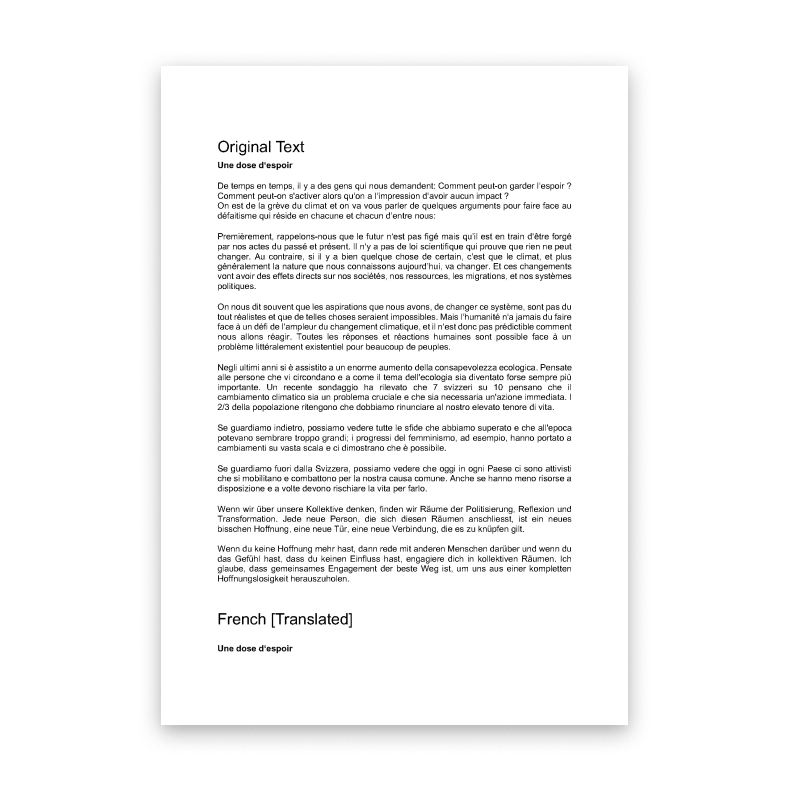 Original Text
Une dose d'espoir
De temps en temps, il y a des gens qui nous demandent: Comment peut-on garder l'espoir ?
Comment peut-on s'activer alors qu'on a l'impression d'avoir aucun impact ?
On est de la grève du climat et on va vous parler de quelques arguments pour faire face au
défaitisme qui réside en chacune et chacun d'entre nous:
Premièrement, rappelons-nous que le futur n'est pas figé mais qu'il est en train d'être forgé
par nos actes du passé et présent. Il n'y a pas de loi scientifique qui prouve que rien ne peut
changer. Au contraire, si il y a bien quelque chose de certain, c'est que le climat, et plus
généralement la nature que nous connaissons aujourd'hui, va changer. Et ces changements
vont avoir des effets directs sur nos sociétés, nos ressources, les migrations, et nos systèmes
politiques.
On nous dit souvent que les aspirations que nous avons, de changer ce système, sont pas du
tout réalistes et que de telles choses seraient impossibles. Mais l'humanité n'a jamais du faire
face à un défi de l'ampleur du changement climatique, et il n'est donc pas prédictible comment
nous allons réagir. Toutes les réponses et réactions humaines sont possible face à un
problème littéralement existentiel pour beaucoup de peuples.
Negli ultimi anni si è assistito a un enorme aumento della consapevolezza ecologica. Pensate
alle persone che vi circondano e a come il tema dell'ecologia sia diventato forse sempre più
importante. Un recente sondaggio ha rilevato che 7 svizzeri su 10 pensano che il
cambiamento climatico sia un problema cruciale e che sia necessaria un'azione immediata. I
2/3 della popolazione ritengono che dobbiamo rinunciare al nostro elevato tenore di vita.
Se guardiamo indietro, possiamo vedere tutte le sfide che abbiamo superato e che all'epoca
potevano sembrare troppo grandi; i progressi del femminismo, ad esempio, hanno portato a
cambiamenti su vasta scala e ci dimostrano che è possibile.
Se guardiamo fuori dalla Svizzera, possiamo vedere che oggi in ogni Paese ci sono attivisti
che si mobilitano e combattono per la nostra causa comune. Anche se hanno meno risorse a
disposizione e a volte devono rischiare la vita per farlo.
Wenn wir über unsere Kollektive denken, finden wir Räume der Politisierung, Reflexion und
Transformation. Jede neue Person, die sich diesen Räumen anschliesst, ist ein neues
bisschen Hoffnung, eine neue Tür, eine neue Verbindung, die es zu knüpfen gilt.
Wenn du keine Hoffnung mehr hast, dann rede mit anderen Menschen darüber und wenn du
das Gefühl hast, dass du keinen Einfluss hast, engagiere dich in kollektiven Räumen. Ich
glaube, dass gemeinsames Engagement der beste Weg ist, um uns aus einer kompletten
Hoffnungslosigkeit herauszuholen.
French [Translated]
Une dose d'espoir